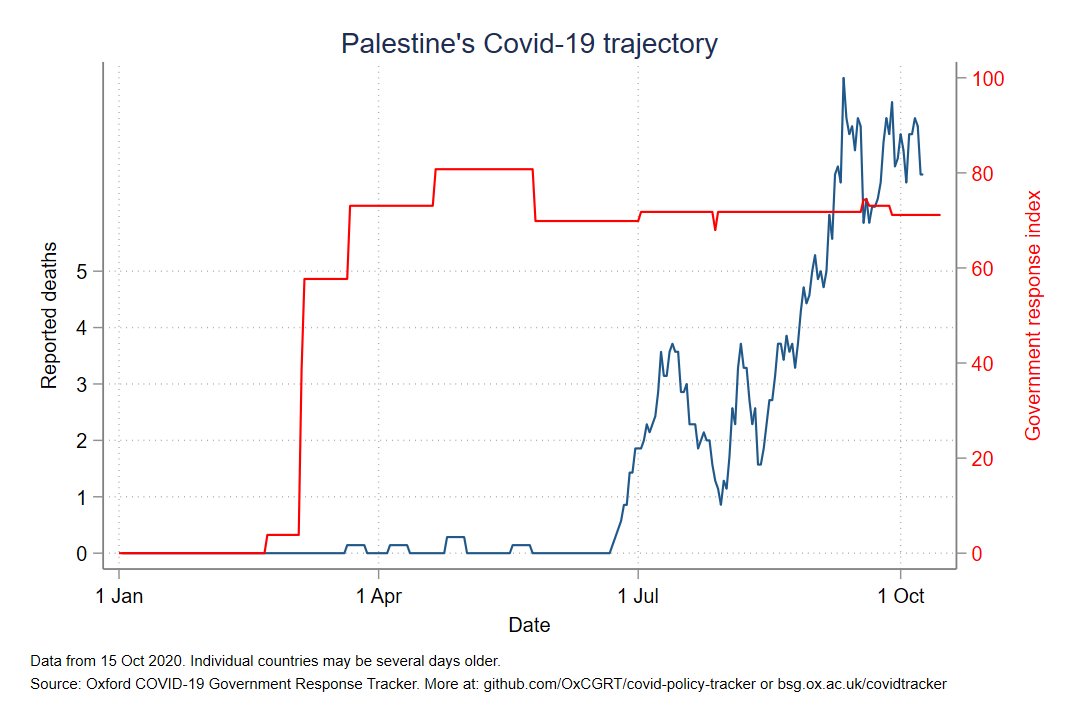 Palestine's Covid-19 trajectory
100
80
60
40
20
0
Government response index
5
4
3
2
1
0
Reported deaths
1 Jan
1 Apr
1 Jul
1 Oct
Date
Data from 15 Oct 2020. Individual countries may be several days older.
Source: Oxford COVID-19 Government Response Tracker. More at: github.com/OxCGRT/covid-policy-tracker or bsg.ox.ac.uk/covidtracker